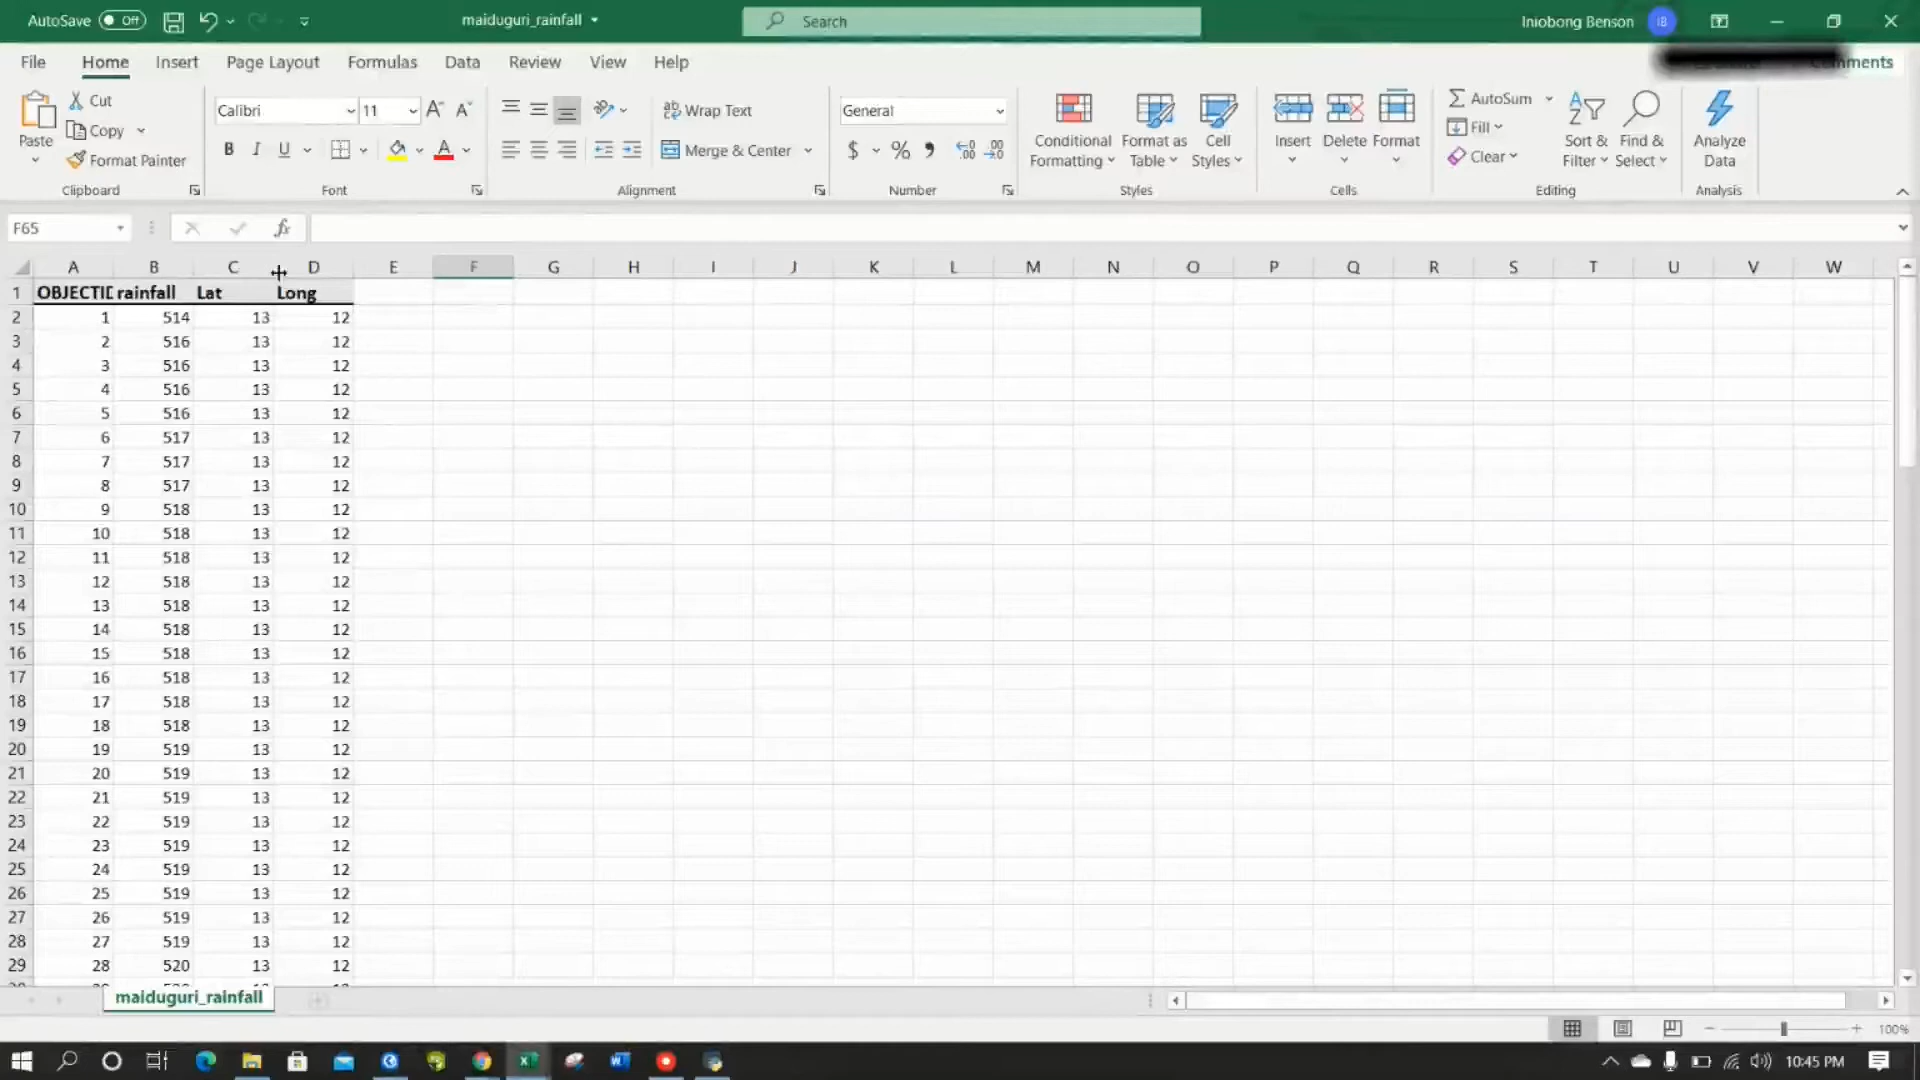 AutoSave Off maiduguri_rainfall Search Iniobong Benson IB
File Home Insert Page Layout Formulas Data Review View Help
Paste Cut Copy Format Painter Clipboard
Calibri 11 B I U A Font
Wrap Text Merge & Center Alignment
General $ % Number
Conditional Formatting Format as Table Cell Styles Styles
Insert Delete Format Cells
AutoSum Fill Clear Sort & Filter Find & Select Editing
Analyze Data Analysis
F65 fx
A B C D E F G H I J K L M N O P Q R S T U V W
1 OBJECTI rainfall Lat Long
2 1 514 13 12
3 2 516 13 12
4 3 516 13 12
5 4 516 13 12
6 5 516 13 12
7 6 517 13 12
8 7 517 13 12
9 8 517 13 12
10 9 518 13 12
11 10 518 13 12
12 11 518 13 12
13 12 518 13 12
14 13 518 13 12
15 14 518 13 12
16 15 518 13 12
17 16 518 13 12
18 17 518 13 12
19 18 518 13 12
20 19 519 13 12
21 20 519 13 12
22 21 519 13 12
23 22 519 13 12
24 23 519 13 12
25 24 519 13 12
26 25 519 13 12
27 26 519 13 12
28 27 519 13 12
29 28 520 13 12
maiduguri_rainfall
100%
10:45 PM